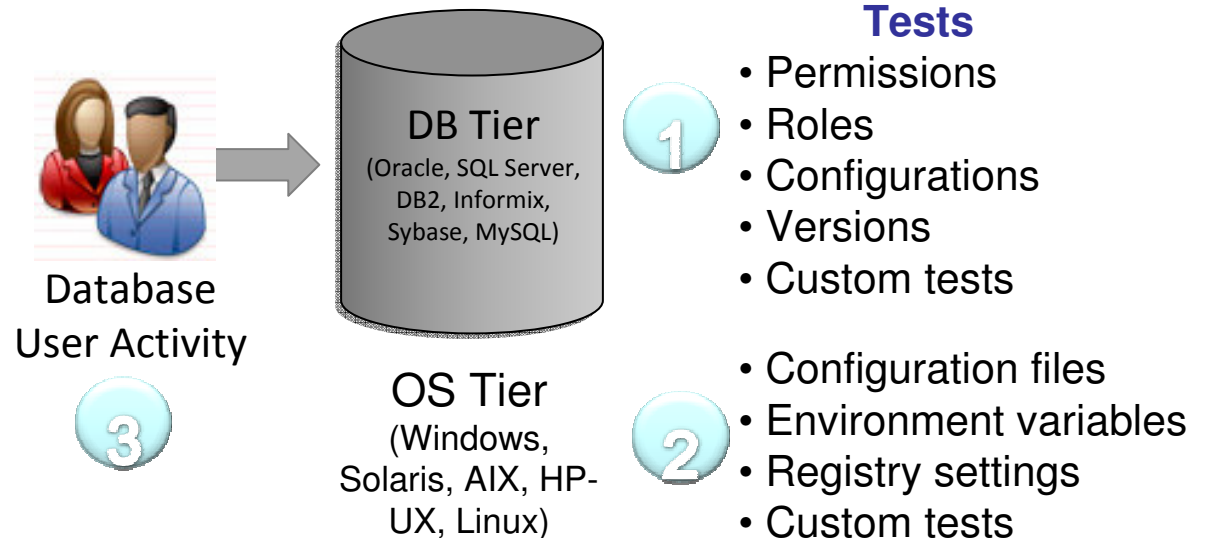 Tests
• Permissions
• Roles
• Configurations
• Versions
• Custom tests
1
DB Tier
(Oracle, SQL Server,
DB2, Informix,
Sybase, MySQL)
Database
User Activity
3
OS Tier
(Windows,
Solaris, AIX, HP-
UX, Linux)
2
• Configuration files
• Environment variables
• Registry settings
• Custom tests